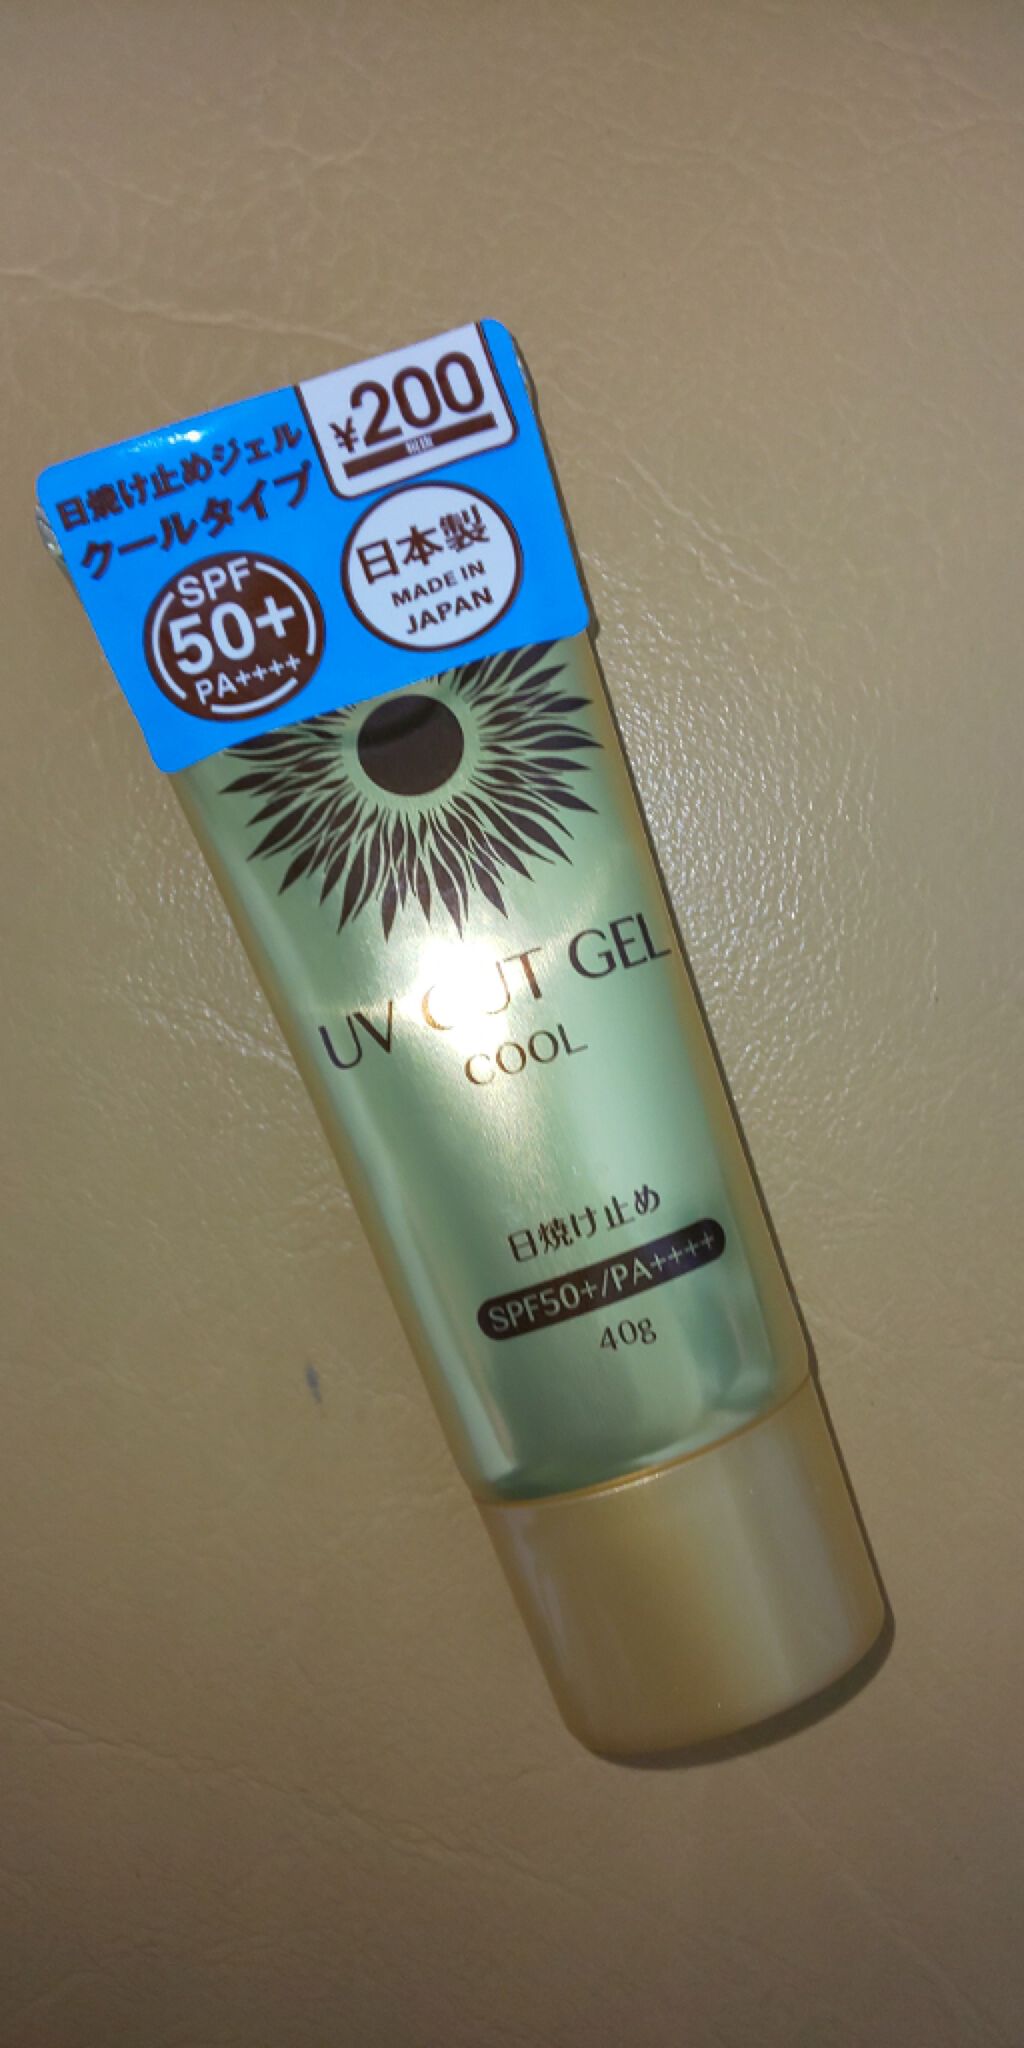 ¥200
日焼け止めジェル
クールタイプ
SPF
50+
PA++++
日本製
MADE IN
JAPAN
UV CUT GEL
COOL
日焼け止め
SPF50+/PA++++
40g